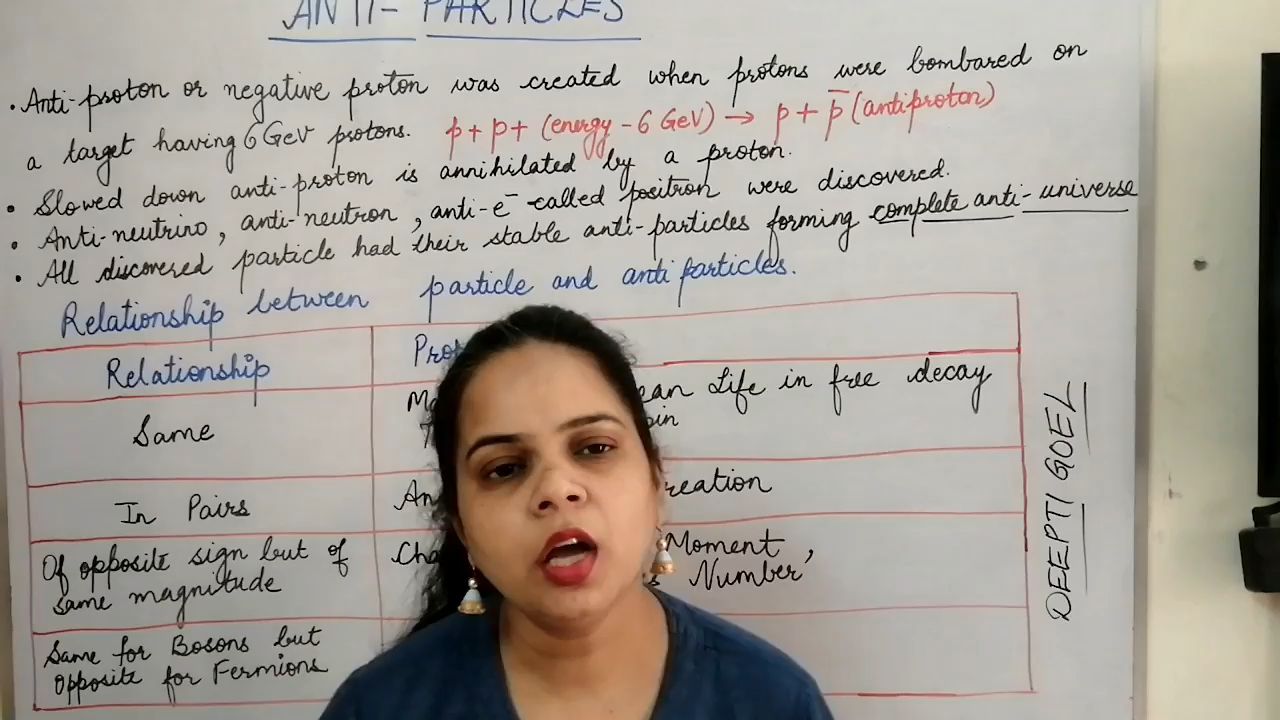 ANTI- PARTICLES
• Anti-proton or negative proton was created when protons were bombared on
a target having 6 GeV protons. p + p + (energy - 6 GeV) → p + p̅ (antiproton)
• Slowed down anti-proton is annihilated by a proton.
• Anti-neutrino, anti-neutron, anti-e⁻ called positron were discovered.
• All discovered particle had their stable anti-particles forming complete anti-universe
Relationship between particle and antiparticles.
Relationship
Same
Life in free decay
In Pairs
Of opposite sign but of
same magnitude
Moment,
Number
Same for Bosons but
opposite for Fermions
DEEPTI GOEL